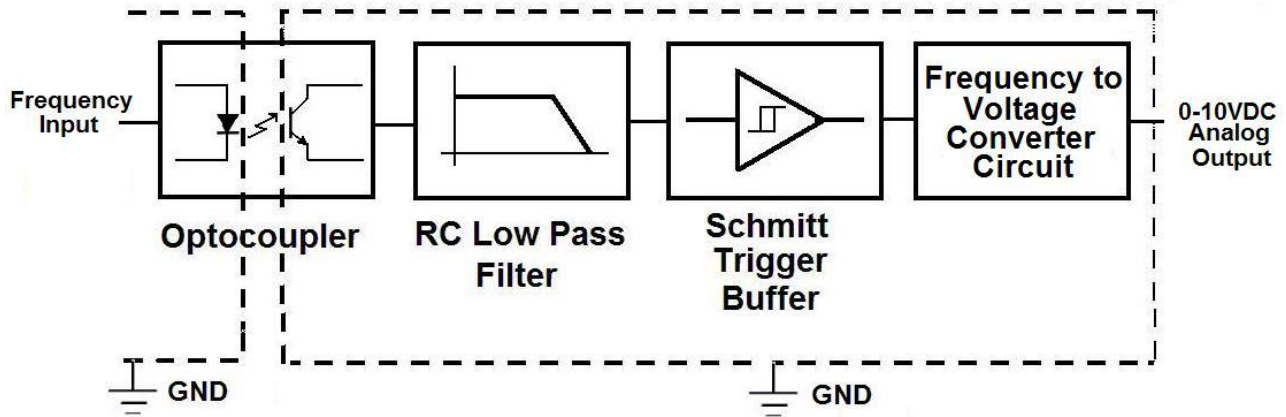 Frequency
Input
Optocoupler
RC Low Pass
Filter
Schmitt
Trigger
Buffer
Frequency to
Voltage
Converter
Circuit
0-10VDC
Analog
Output
GND
GND